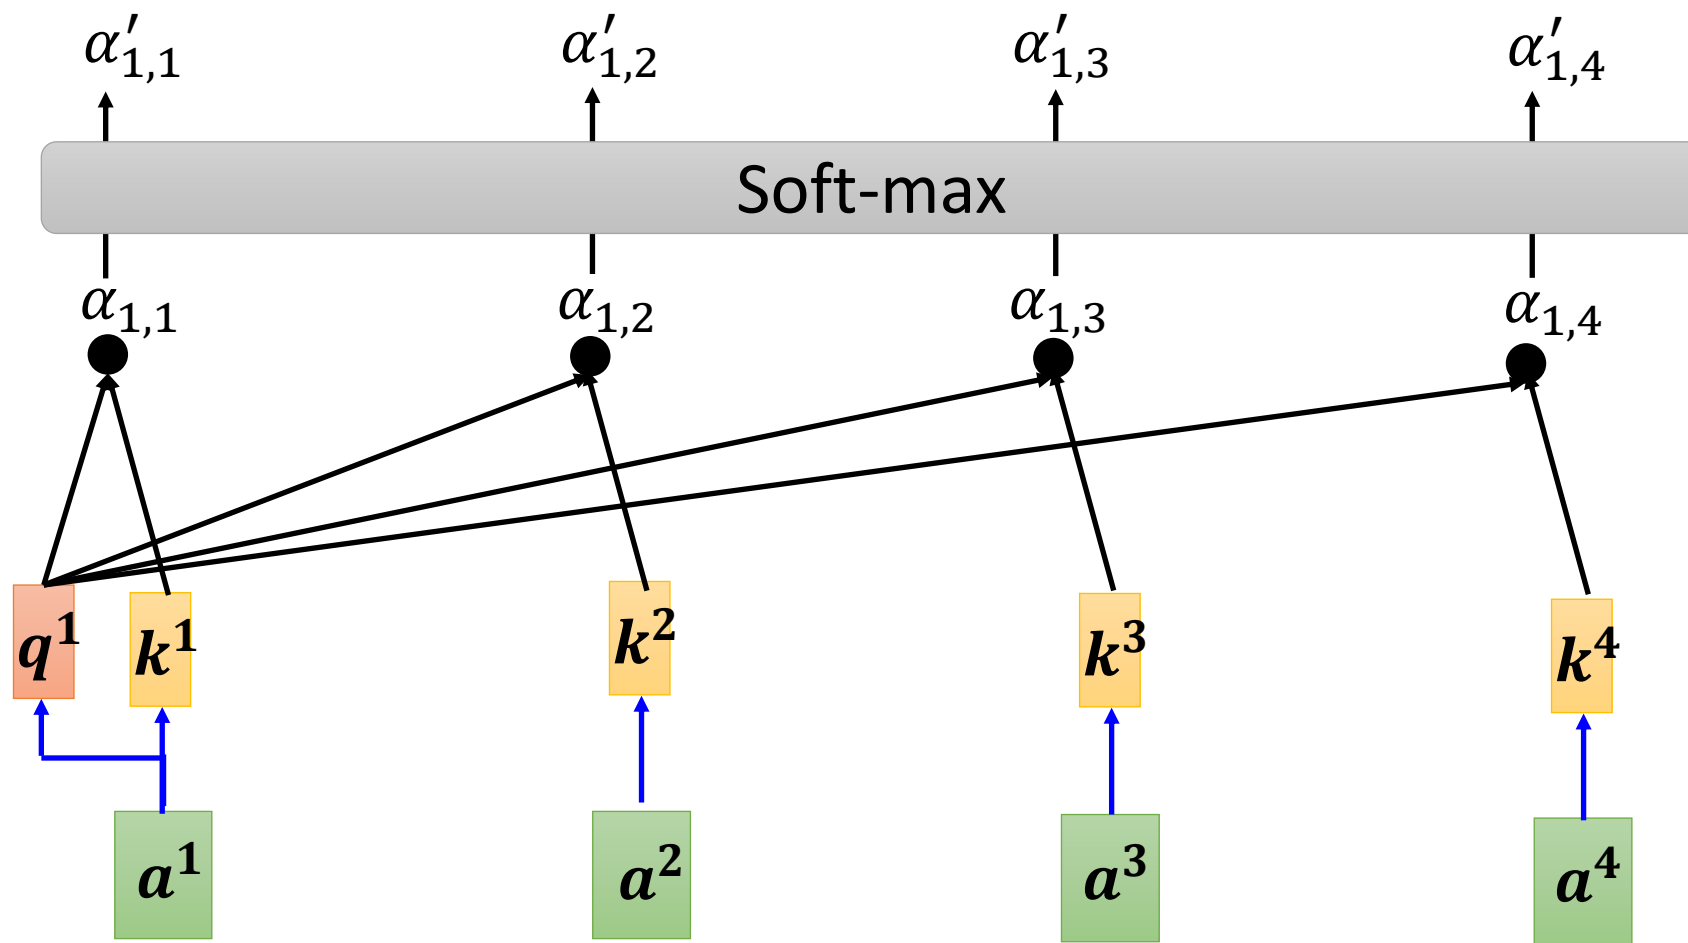 α′1,1 α′1,2 α′1,3 α′1,4
Soft-max
α1,1 α1,2 α1,3 α1,4
q¹ k¹ k² k³ k⁴
a¹ a² a³ a⁴